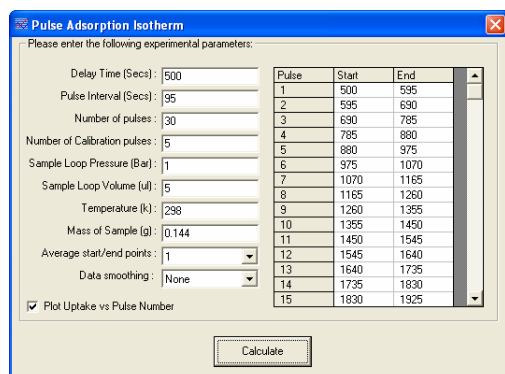 Pulse Adsorption Isotherm
Please enter the following experimental parameters:
Delay Time (Secs) : 500
Pulse Interval (Secs) : 95
Number of pulses : 30
Number of Calibration pulses : 5
Sample Loop Pressure (Bar) : 1
Sample Loop Volume (ul) : 5
Temperature (k) : 298
Mass of Sample (g) : 0.144
Average start/end points : 1
Data smoothing : None
Plot Uptake vs Pulse Number
Pulse Start End
1 500 595
2 595 690
3 690 785
4 785 880
5 880 975
6 975 1070
7 1070 1165
8 1165 1260
9 1260 1355
10 1355 1450
11 1450 1545
12 1545 1640
13 1640 1735
14 1735 1830
15 1830 1925
Calculate